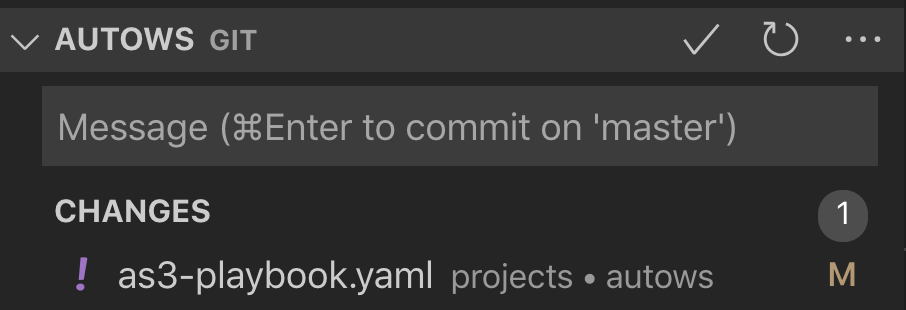 AUTOWS GIT
Message (⌘Enter to commit on 'master')
CHANGES 1
! as3-playbook.yaml projects • autows M